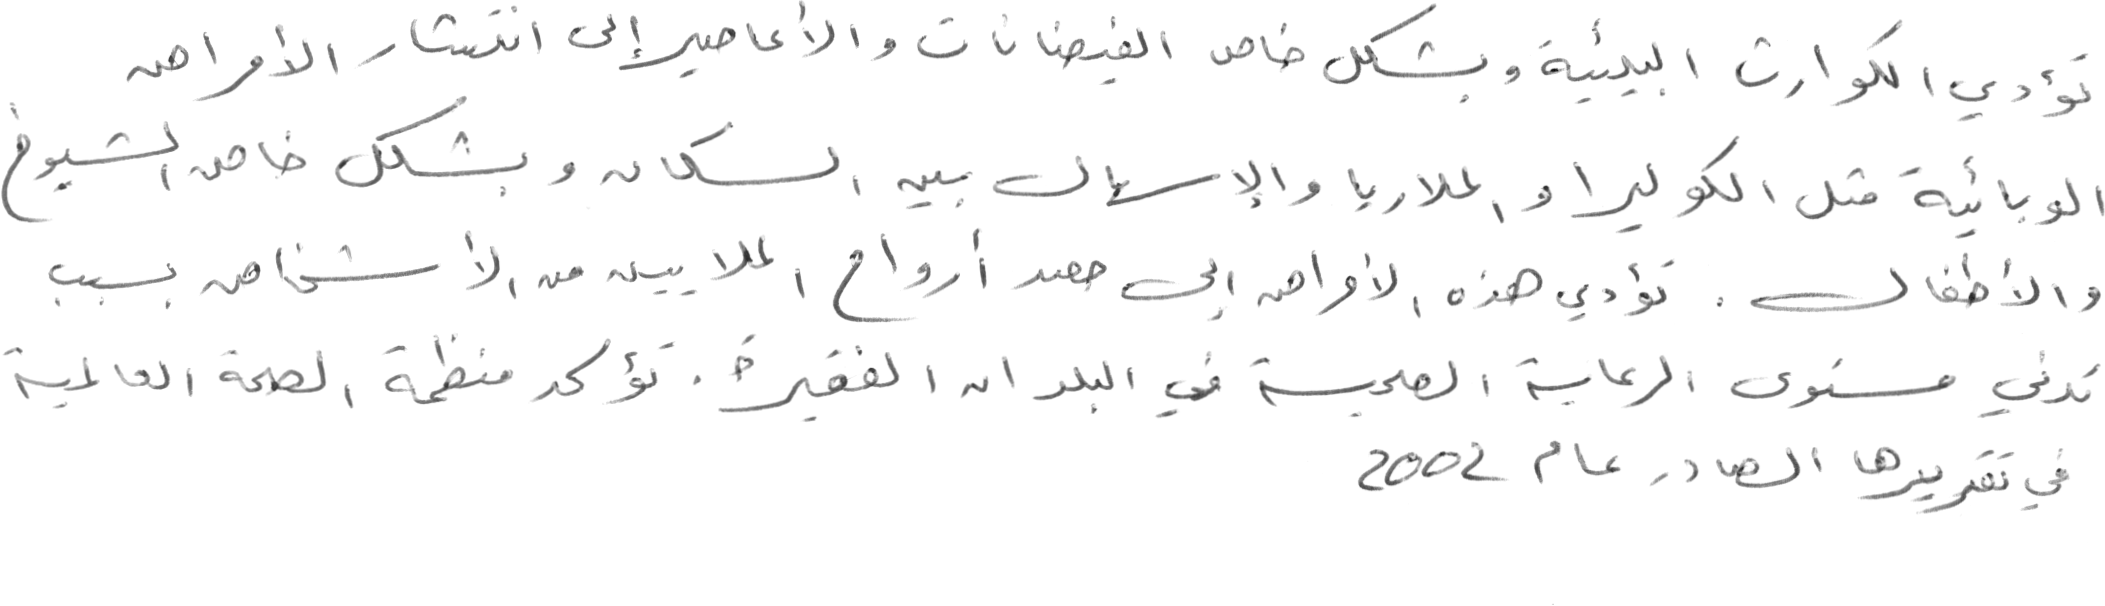 تؤدي الكوارث البيئية وبشكل خاص الفيضانات والأعاصير إلى انتشار الأمراض
الوبائية مثل الكوليرا والملاريا والإسهال بين السكان وبشكل خاص الشيوخ
والأطفال . تؤدي هذه الأمراض إلى حصد أرواح الملايين من الأشخاص بسبب
تدني مستوى الرعاية الصحية في البلدان الفقيرة . تؤكد منظمة الصحة العالمية
في تقريرها الصادر عام 2002